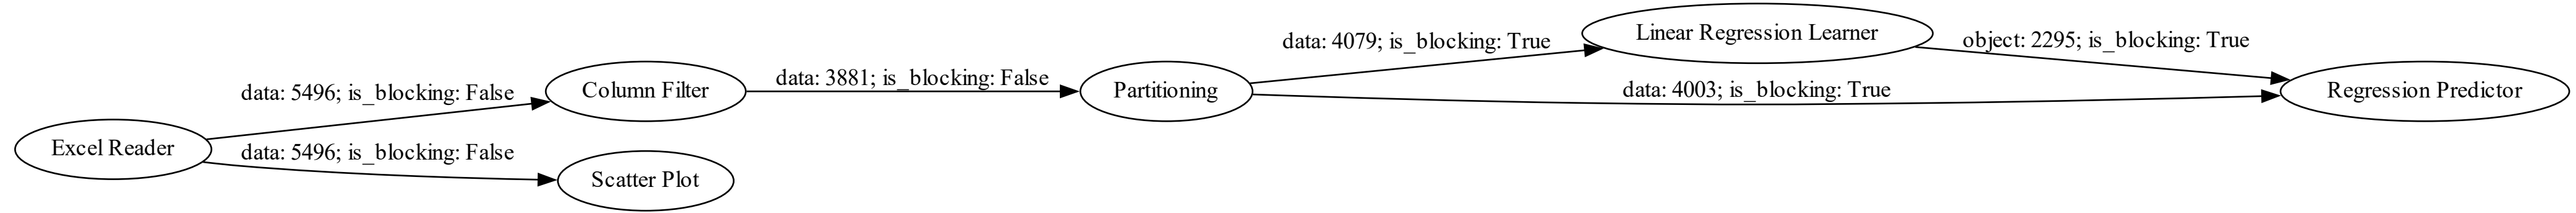 Excel Reader
data: 5496; is_blocking: False
data: 5496; is_blocking: False
Column Filter
Scatter Plot
data: 3881; is_blocking: False
Partitioning
data: 4079; is_blocking: True
data: 4003; is_blocking: True
Linear Regression Learner
object: 2295; is_blocking: True
Regression Predictor